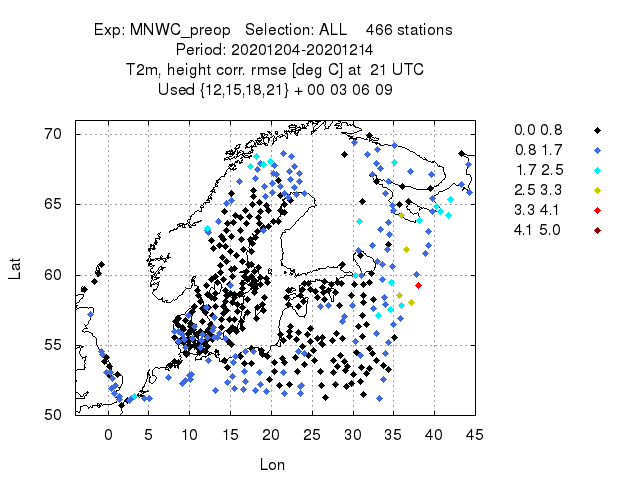 Exp: MNWC_preop   Selection: ALL    466 stations
Period: 20201204-20201214
T2m, height corr. rmse [deg C] at  21 UTC
Used {12,15,18,21} + 00 03 06 09
70
65
60
55
50
Lat
0 5 10 15 20 25 30 35 40 45
Lon
0.0 0.8
0.8 1.7
1.7 2.5
2.5 3.3
3.3 4.1
4.1 5.0